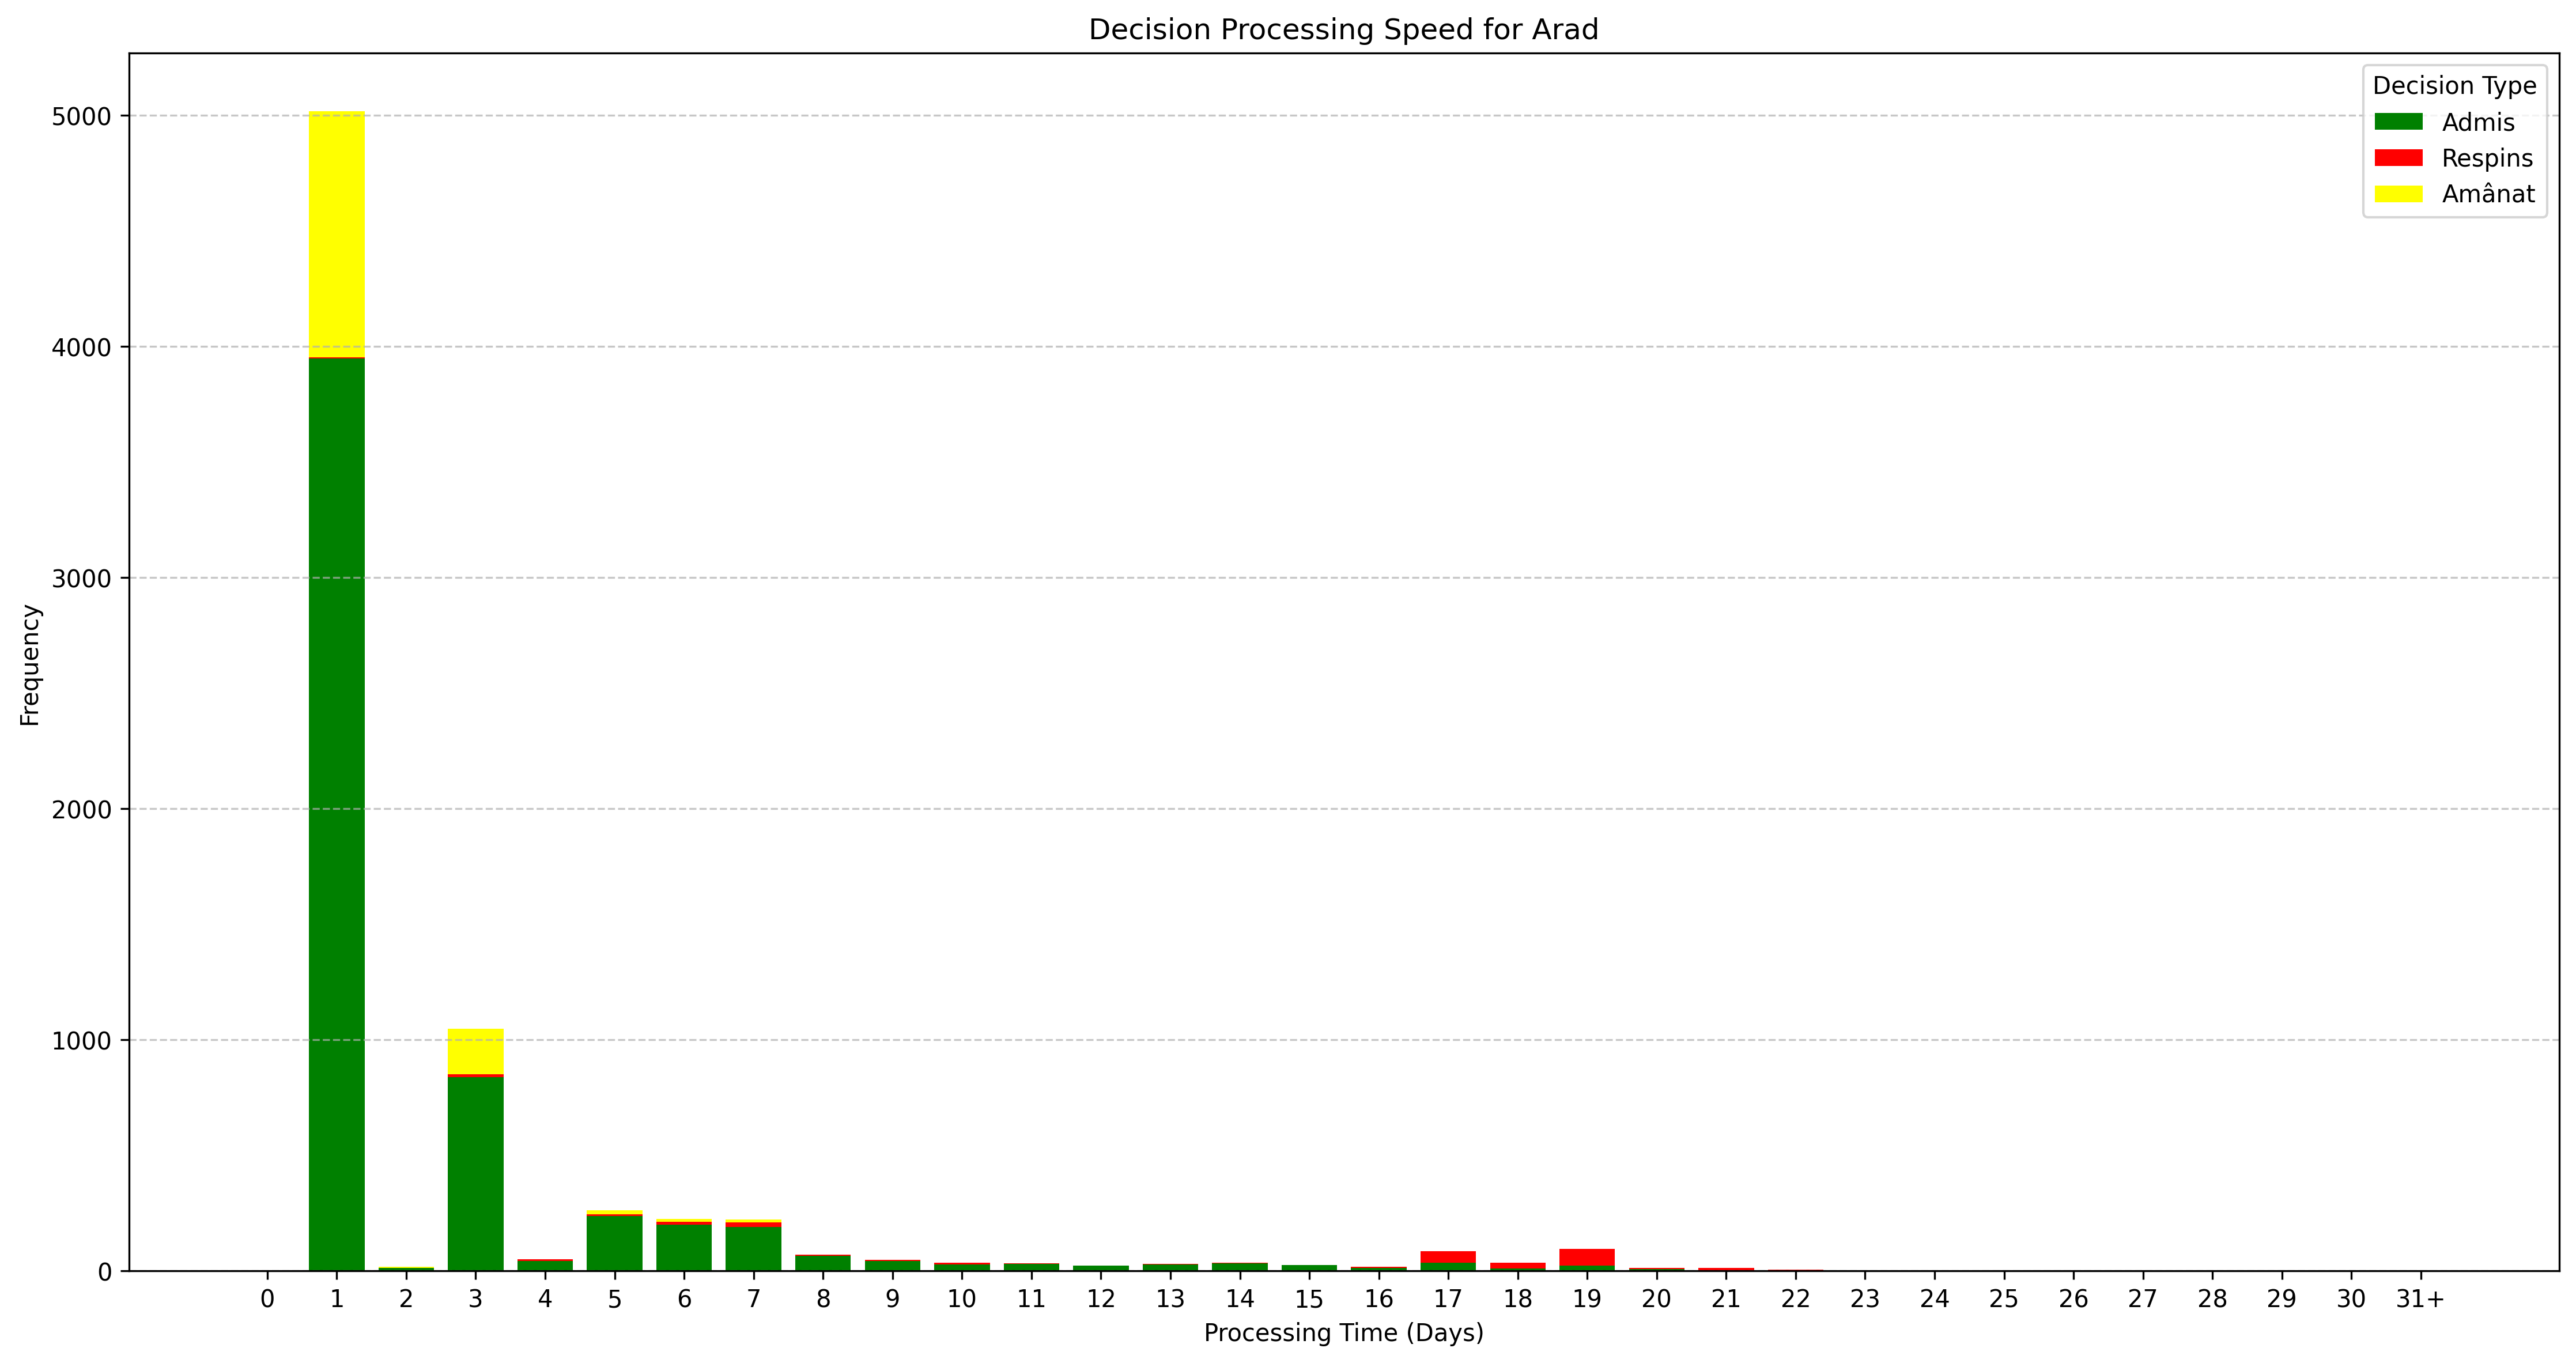 Decision Processing Speed for Arad
Decision Type
Admis
Respins
Amânat
5000
4000
3000
2000
1000
0
Frequency
0 1 2 3 4 5 6 7 8 9 10 11 12 13 14 15 16 17 18 19 20 21 22 23 24 25 26 27 28 29 30 31+
Processing Time (Days)